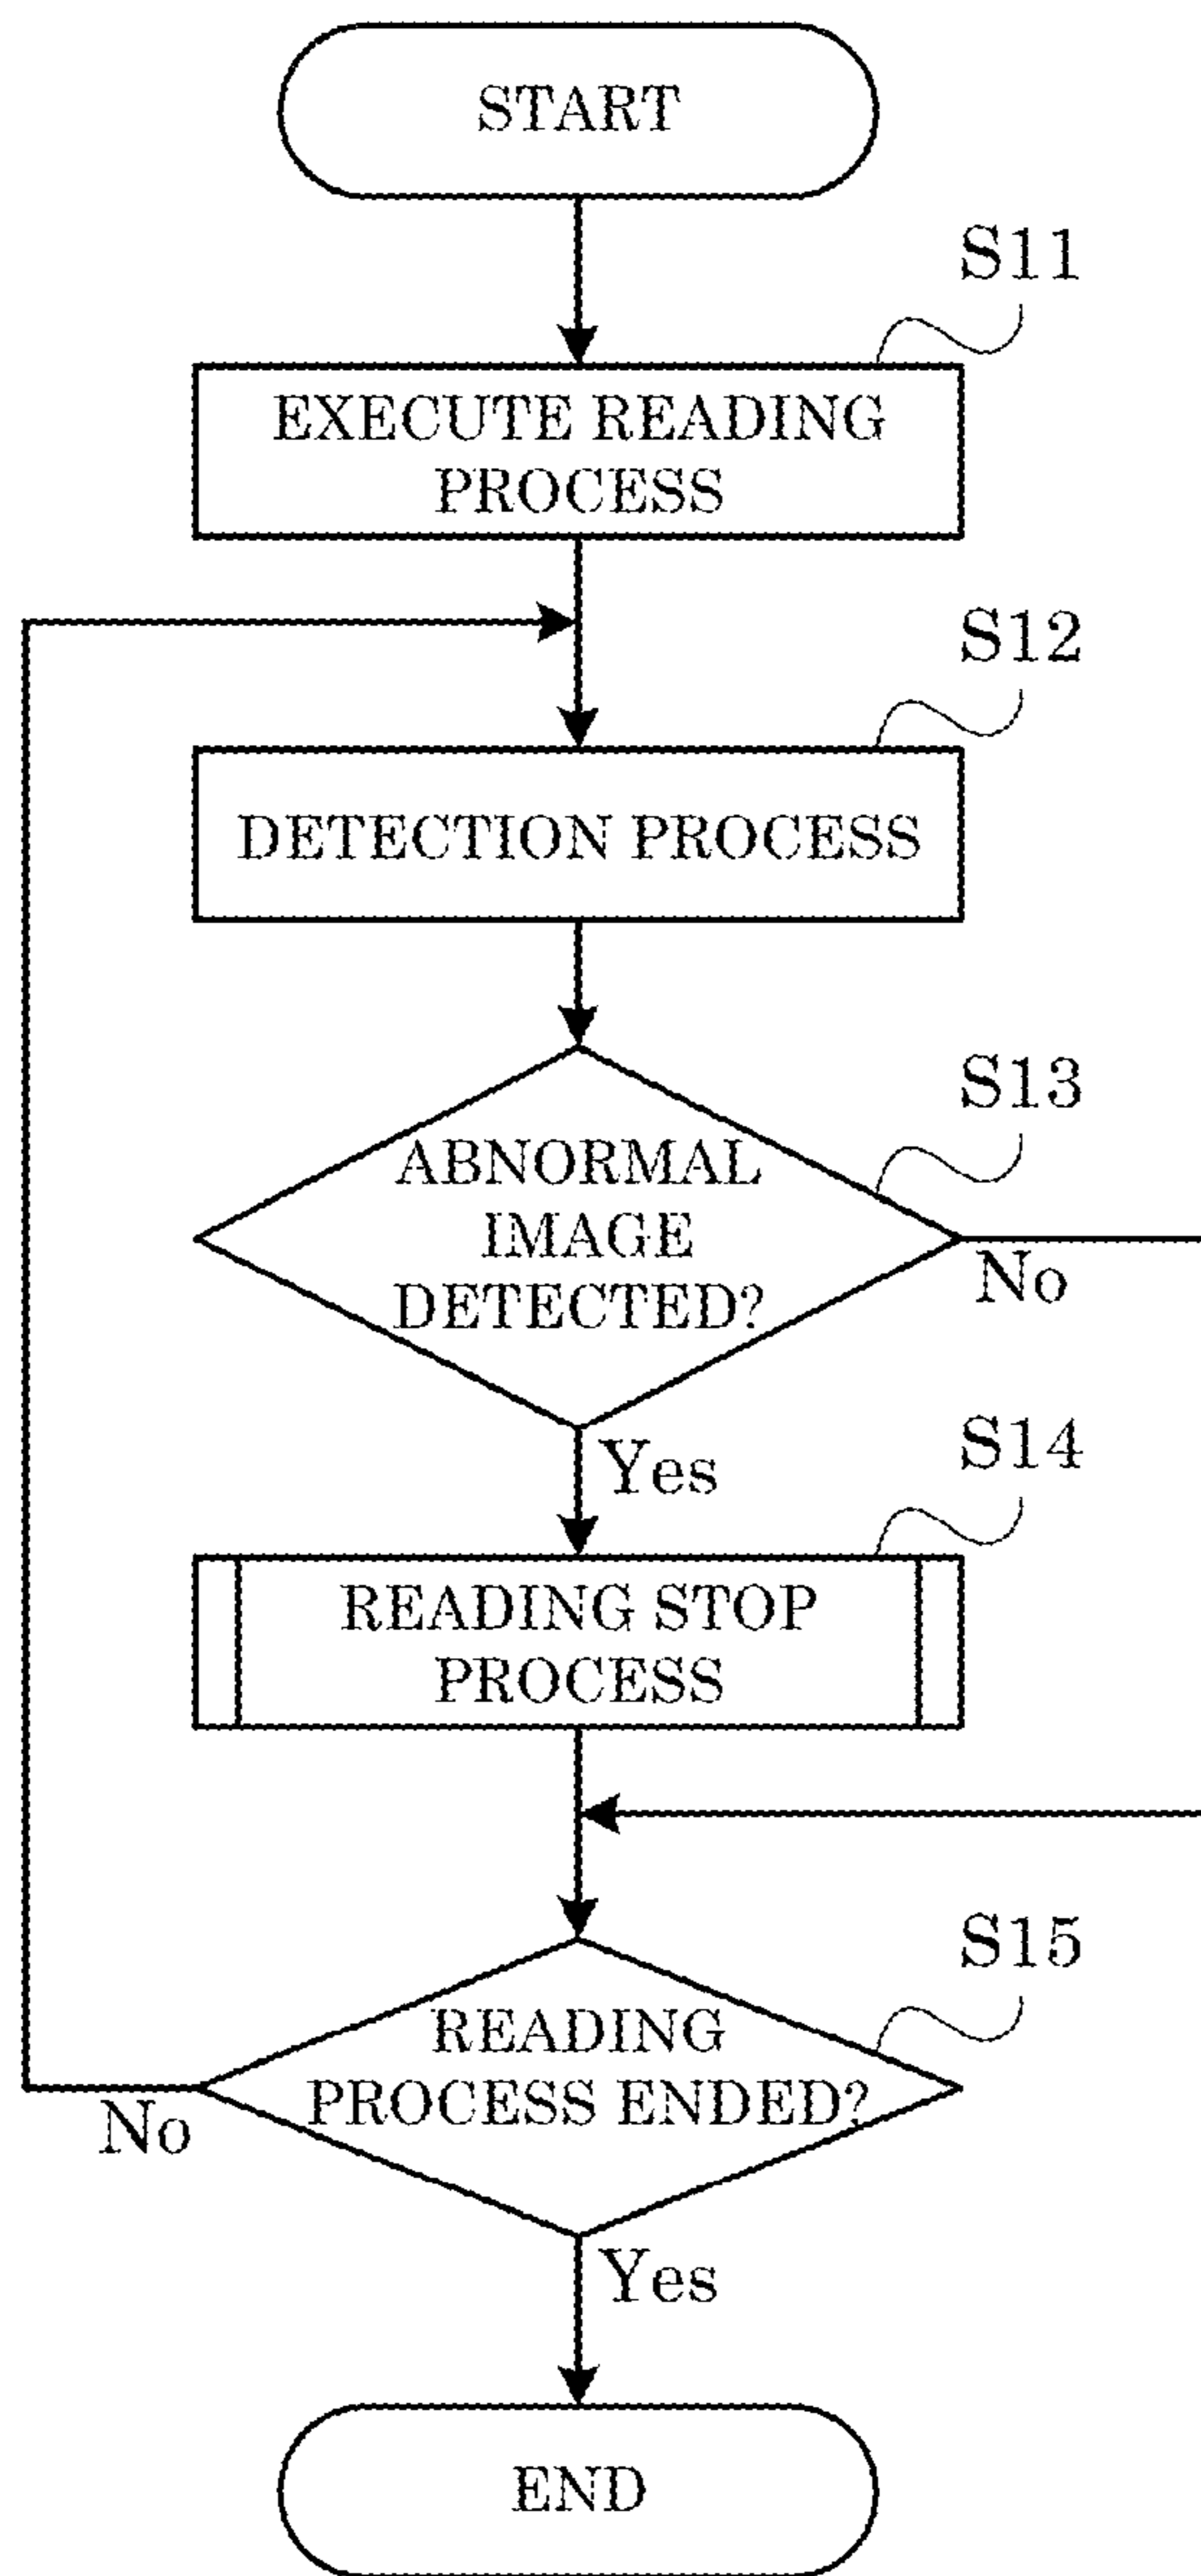 START
S11
EXECUTE READING
PROCESS
S12
DETECTION PROCESS
S13
ABNORMAL
IMAGE
DETECTED?
No
Yes
S14
READING STOP
PROCESS
S15
READING
PROCESS ENDED?
No
Yes
END